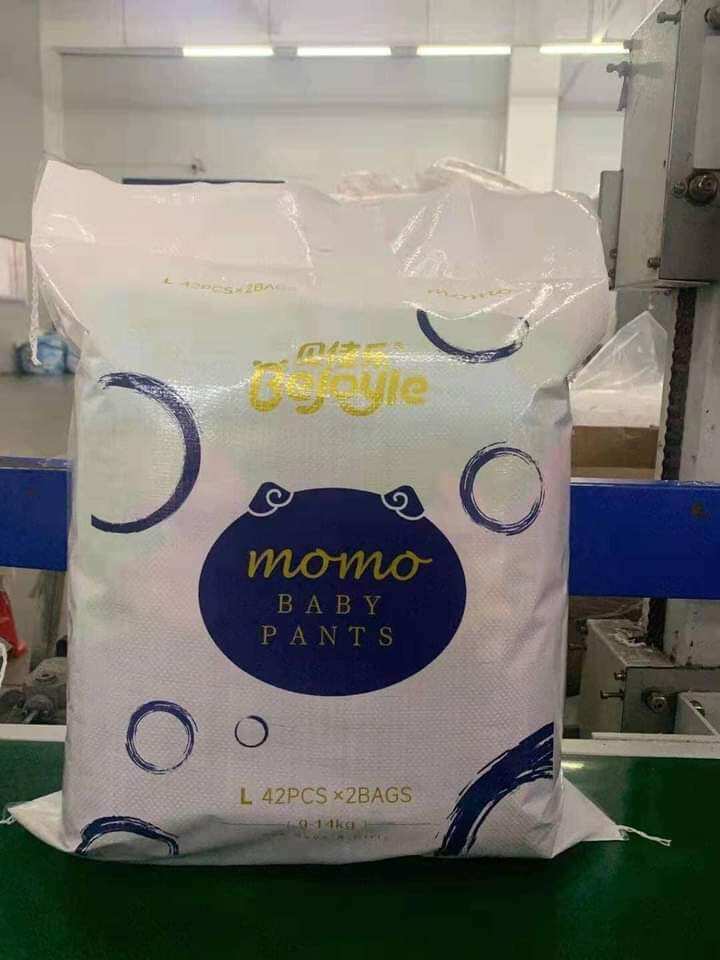 L 42PCS×2BAGS
momo
贝佳乐
Bejoyle
momo
BABY
PANTS
L 42PCS ×2BAGS
( 9-14kg )